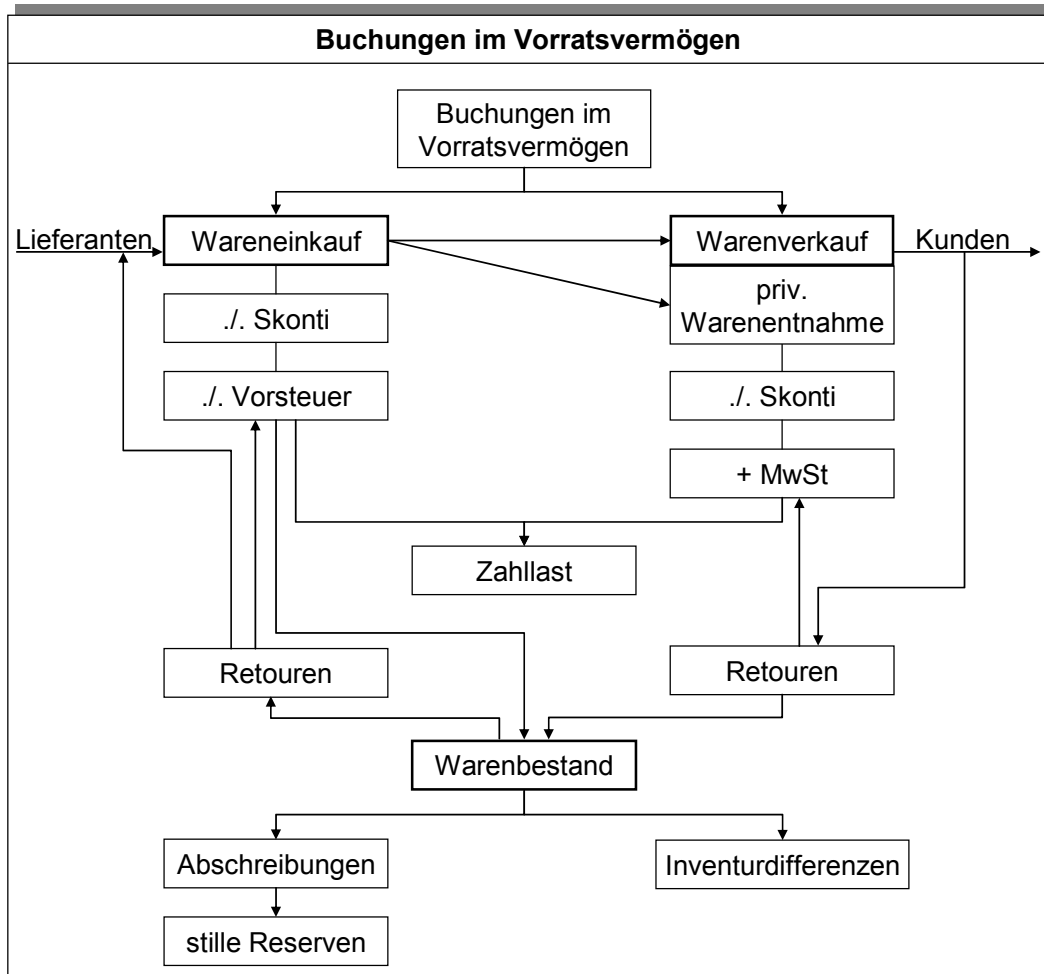 Buchungen im Vorratsvermögen
Buchungen im
Vorratsvermögen
Lieferanten
Wareneinkauf
Warenverkauf
Kunden
priv.
Warenentnahme
./. Skonti
./. Vorsteuer
./. Skonti
+ MwSt
Zahllast
Retouren
Retouren
Warenbestand
Abschreibungen
Inventurdifferenzen
stille Reserven